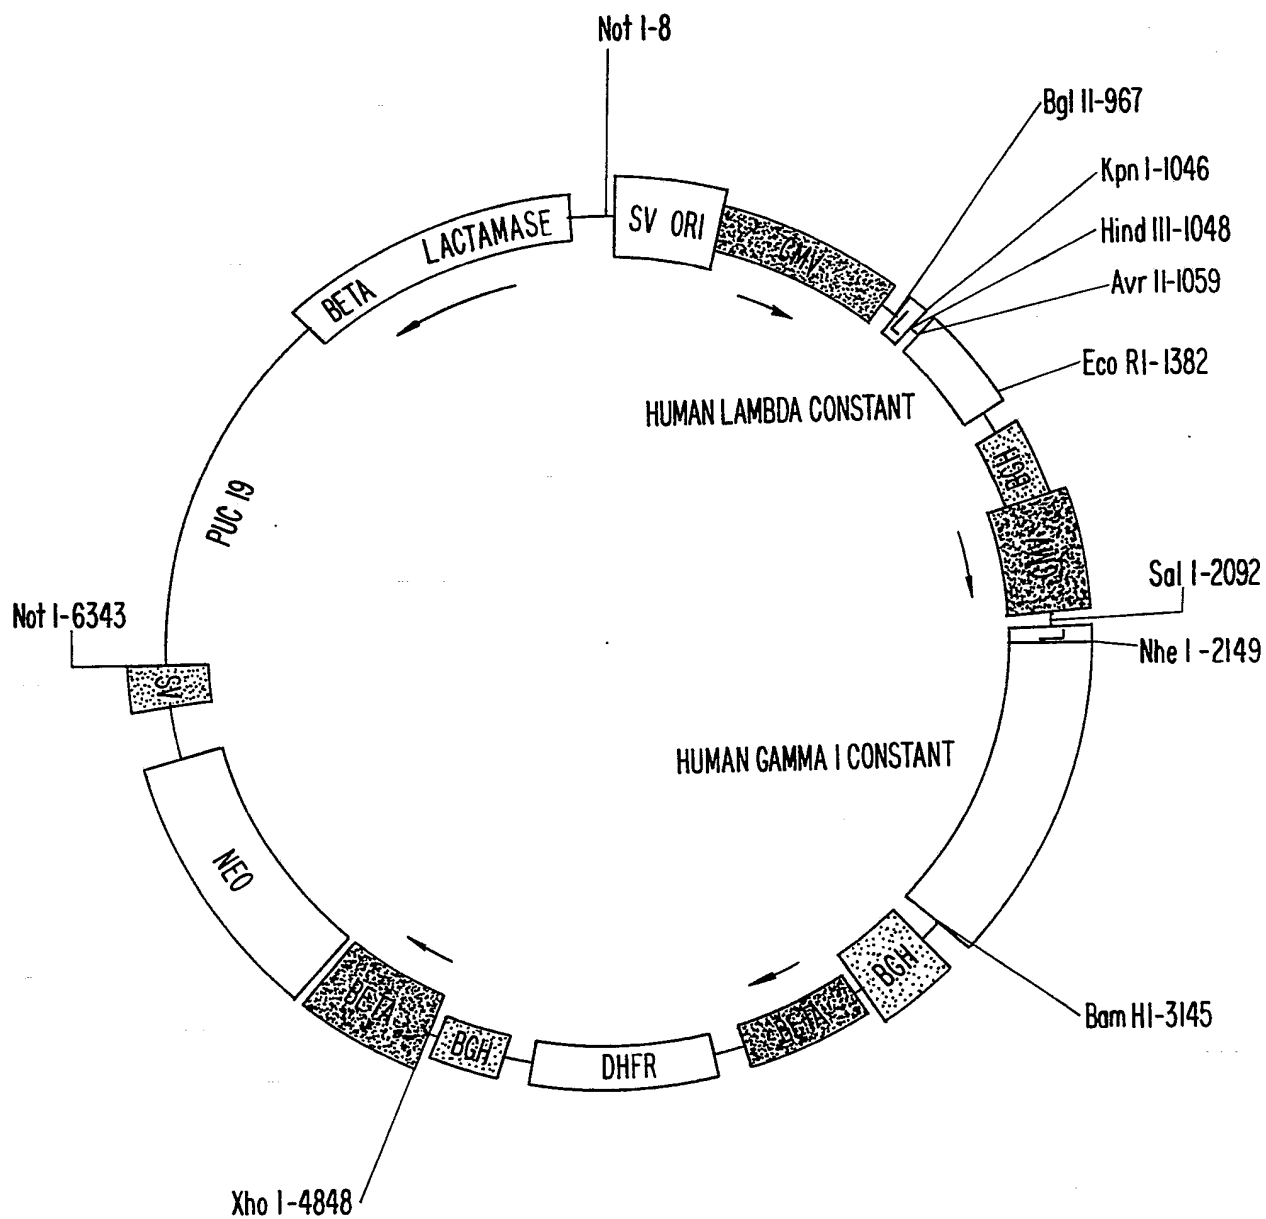 Not I-8
Bgl II-967
Kpn I-1046
Hind III-1048
Avr II-1059
Eco RI-1382
SV ORI
CMV
L
BETA LACTAMASE
HUMAN LAMBDA CONSTANT
BGH
CMV
Sal I-2092
Nhe I-2149
L
PUC 19
Not I-6343
SV
HUMAN GAMMA I CONSTANT
NEO
BETA
BGH
DHFR
BETA
BGH
Bam HI-3145
Xho I-4848